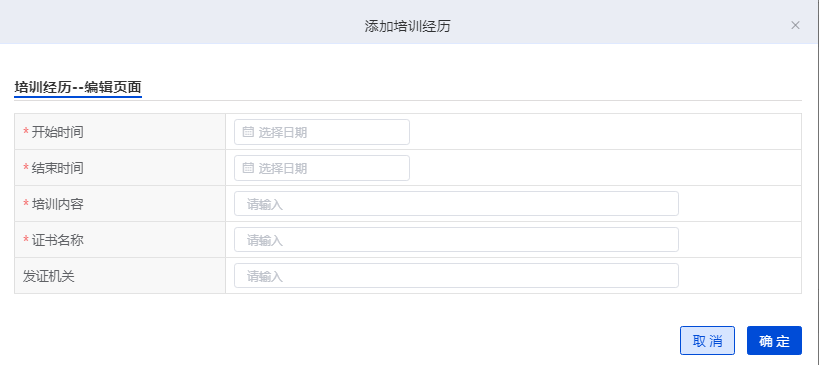 添加培训经历
培训经历--编辑页面
* 开始时间 选择日期
* 结束时间 选择日期
* 培训内容 请输入
* 证书名称 请输入
发证机关 请输入
取消 确定